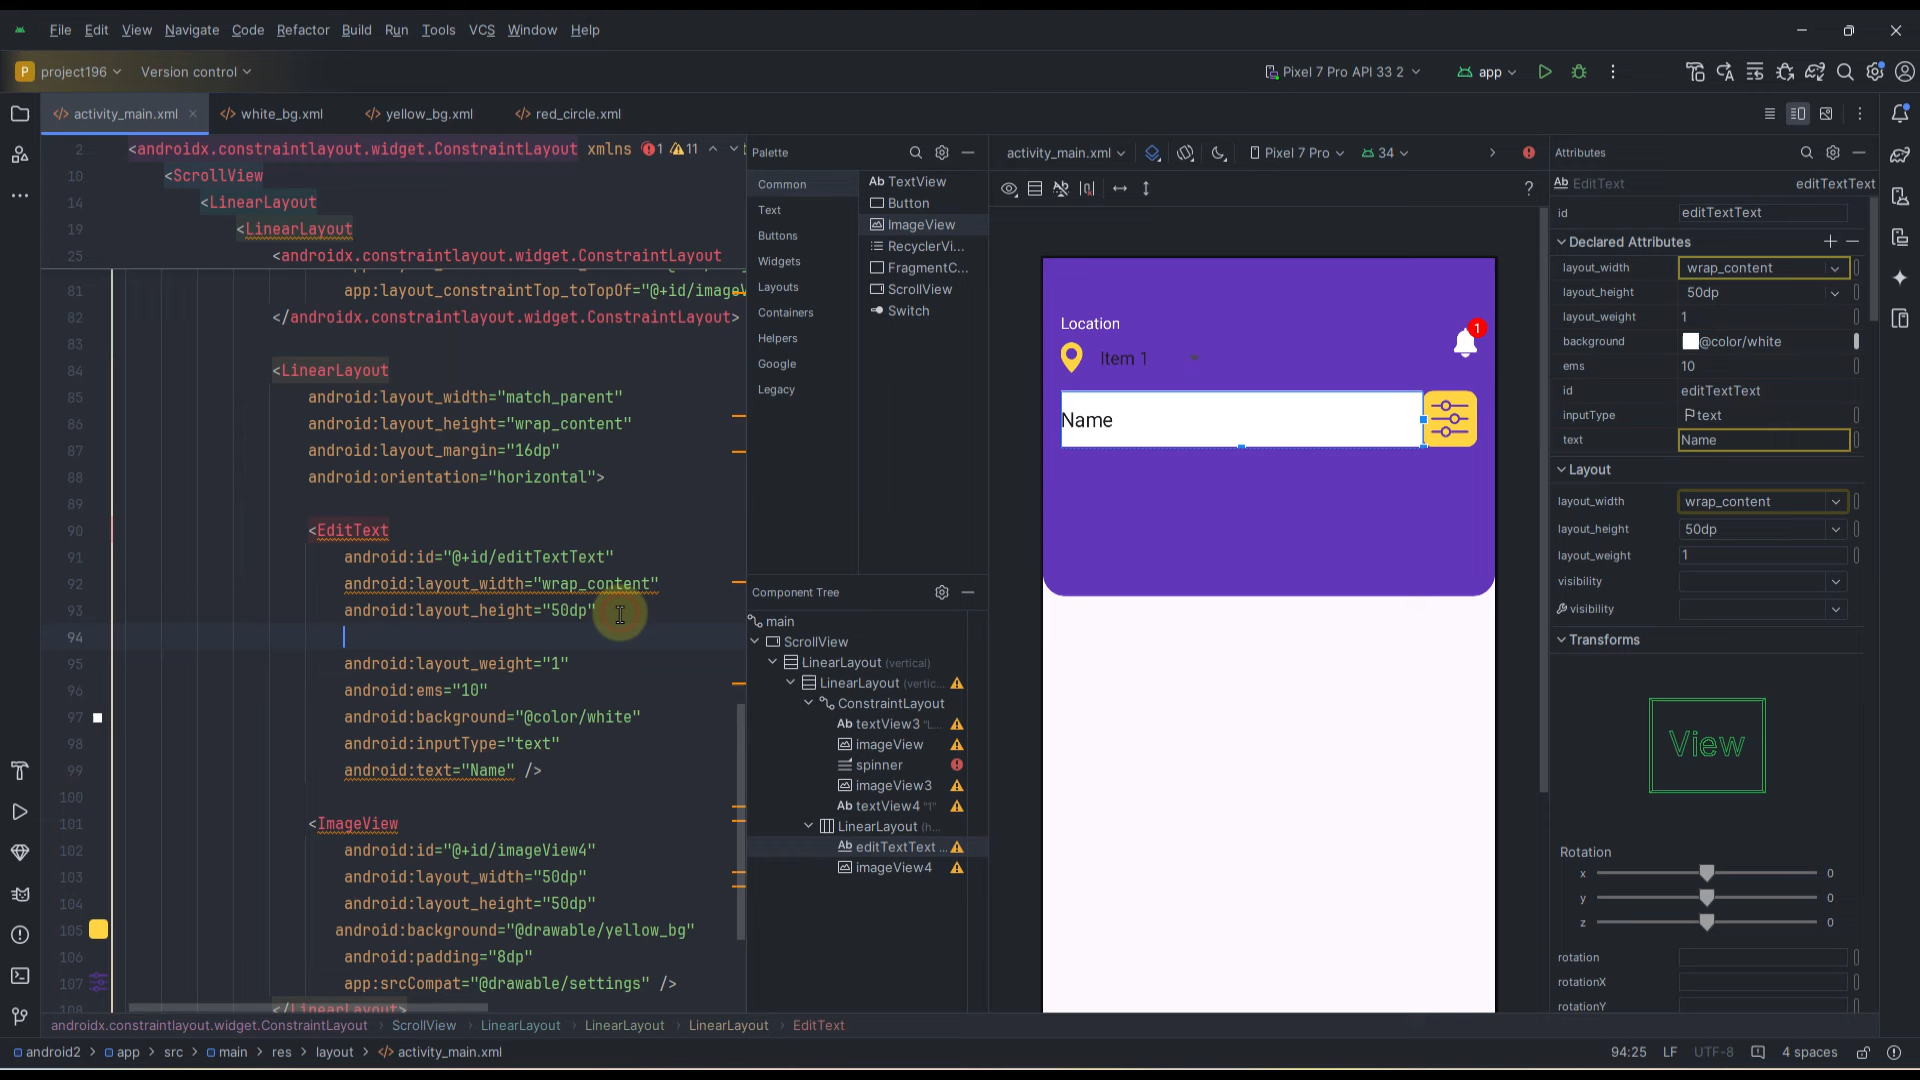 File Edit View Navigate Code Refactor Build Run Tools VCS Window Help
P project196 Version control Pixel 7 Pro API 33 2 app
activity_main.xml white_bg.xml yellow_bg.xml red_circle.xml
2 <androidx.constraintlayout.widget.ConstraintLayout xmlns 1 11
10 <ScrollView
14 <LinearLayout
19 <LinearLayout
25 <androidx.constraintlayout.widget.ConstraintLayout
81 app:layout_constraintTop_toTopOf="@+id/imageV
82 </androidx.constraintlayout.widget.ConstraintLayout>
83
84 <LinearLayout
85 android:layout_width="match_parent"
86 android:layout_height="wrap_content"
87 android:layout_margin="16dp"
88 android:orientation="horizontal">
89
90 <EditText
91 android:id="@+id/editTextText"
92 android:layout_width="wrap_content"
93 android:layout_height="50dp"
94
95 android:layout_weight="1"
96 android:ems="10"
97 android:background="@color/white"
98 android:inputType="text"
99 android:text="Name" />
100
101 <ImageView
102 android:id="@+id/imageView4"
103 android:layout_width="50dp"
104 android:layout_height="50dp"
105 android:background="@drawable/yellow_bg"
106 android:padding="8dp"
107 app:srcCompat="@drawable/settings" />
108 </LinearLayout>
Palette
Common
Text
Buttons
Widgets
Layouts
Containers
Helpers
Google
Legacy
Ab TextView
Button
ImageView
RecyclerVi...
FragmentC...
ScrollView
Switch
Component Tree
main
ScrollView
LinearLayout (vertical)
LinearLayout (vertic...
ConstraintLayout
Ab textView3 "L...
imageView
spinner
imageView3
Ab textView4 "1"
LinearLayout (h...
Ab editTextText ...
imageView4
activity_main.xml Pixel 7 Pro 34
?
Location
1
Item 1
Name
Attributes
Ab EditText editTextText
id editTextText
Declared Attributes
layout_width wrap_content
layout_height 50dp
layout_weight 1
background @color/white
ems 10
id editTextText
inputType text
text Name
Layout
layout_width wrap_content
layout_height 50dp
layout_weight 1
visibility
visibility
Transforms
View
Rotation
x 0
y 0
z 0
rotation
rotationX
rotationY
androidx.constraintlayout.widget.ConstraintLayout > ScrollView > LinearLayout > LinearLayout > LinearLayout > EditText
android2 > app > src > main > res > layout > activity_main.xml 94:25 LF UTF-8 4 spaces